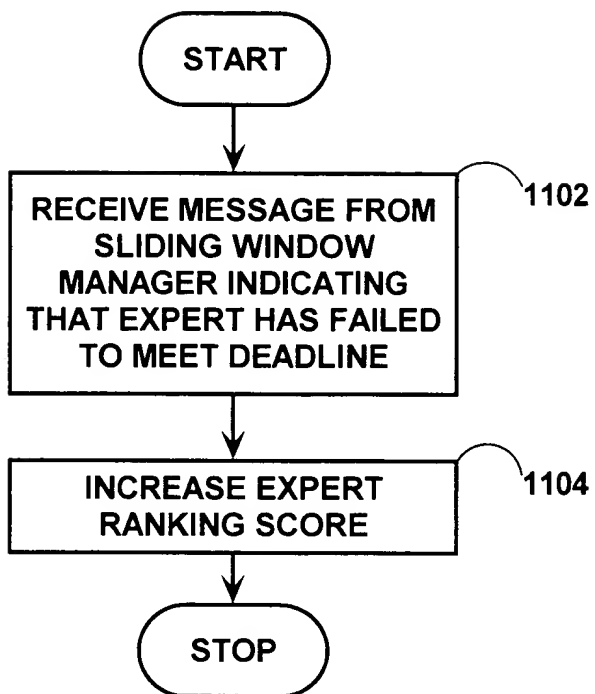 START
RECEIVE MESSAGE FROM
SLIDING WINDOW
MANAGER INDICATING
THAT EXPERT HAS FAILED
TO MEET DEADLINE
1102
INCREASE EXPERT
RANKING SCORE
1104
STOP